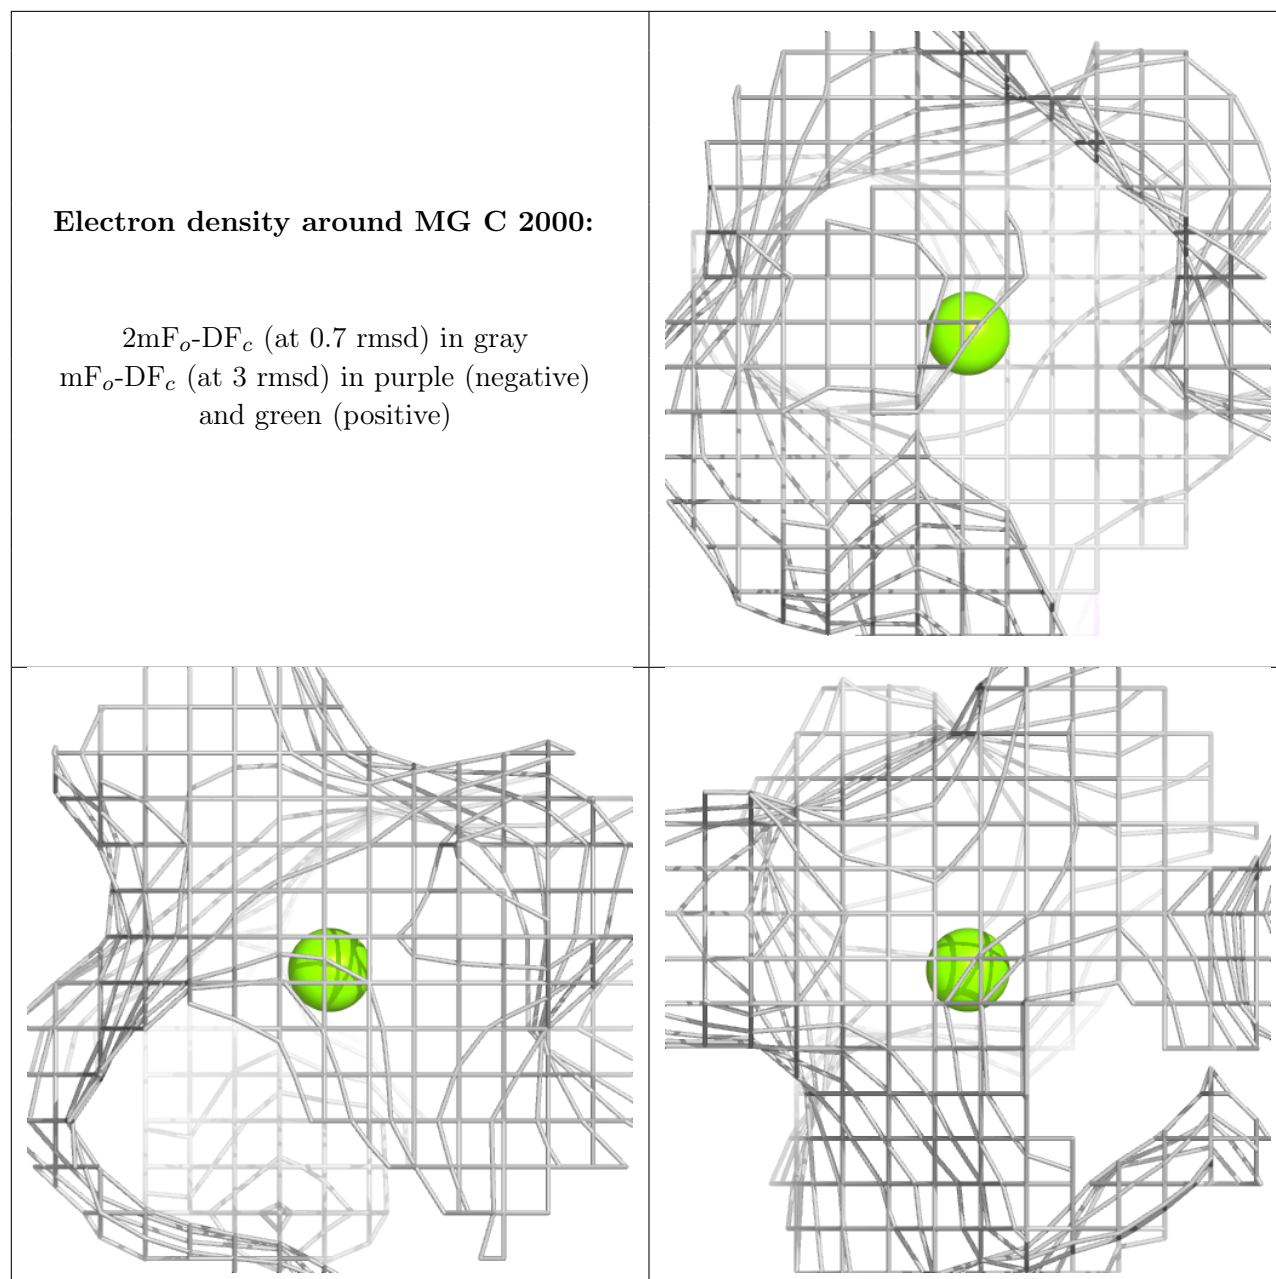 Electron density around MG C 2000:
2mFo-DFc (at 0.7 rmsd) in gray
mFo-DFc (at 3 rmsd) in purple (negative)
and green (positive)